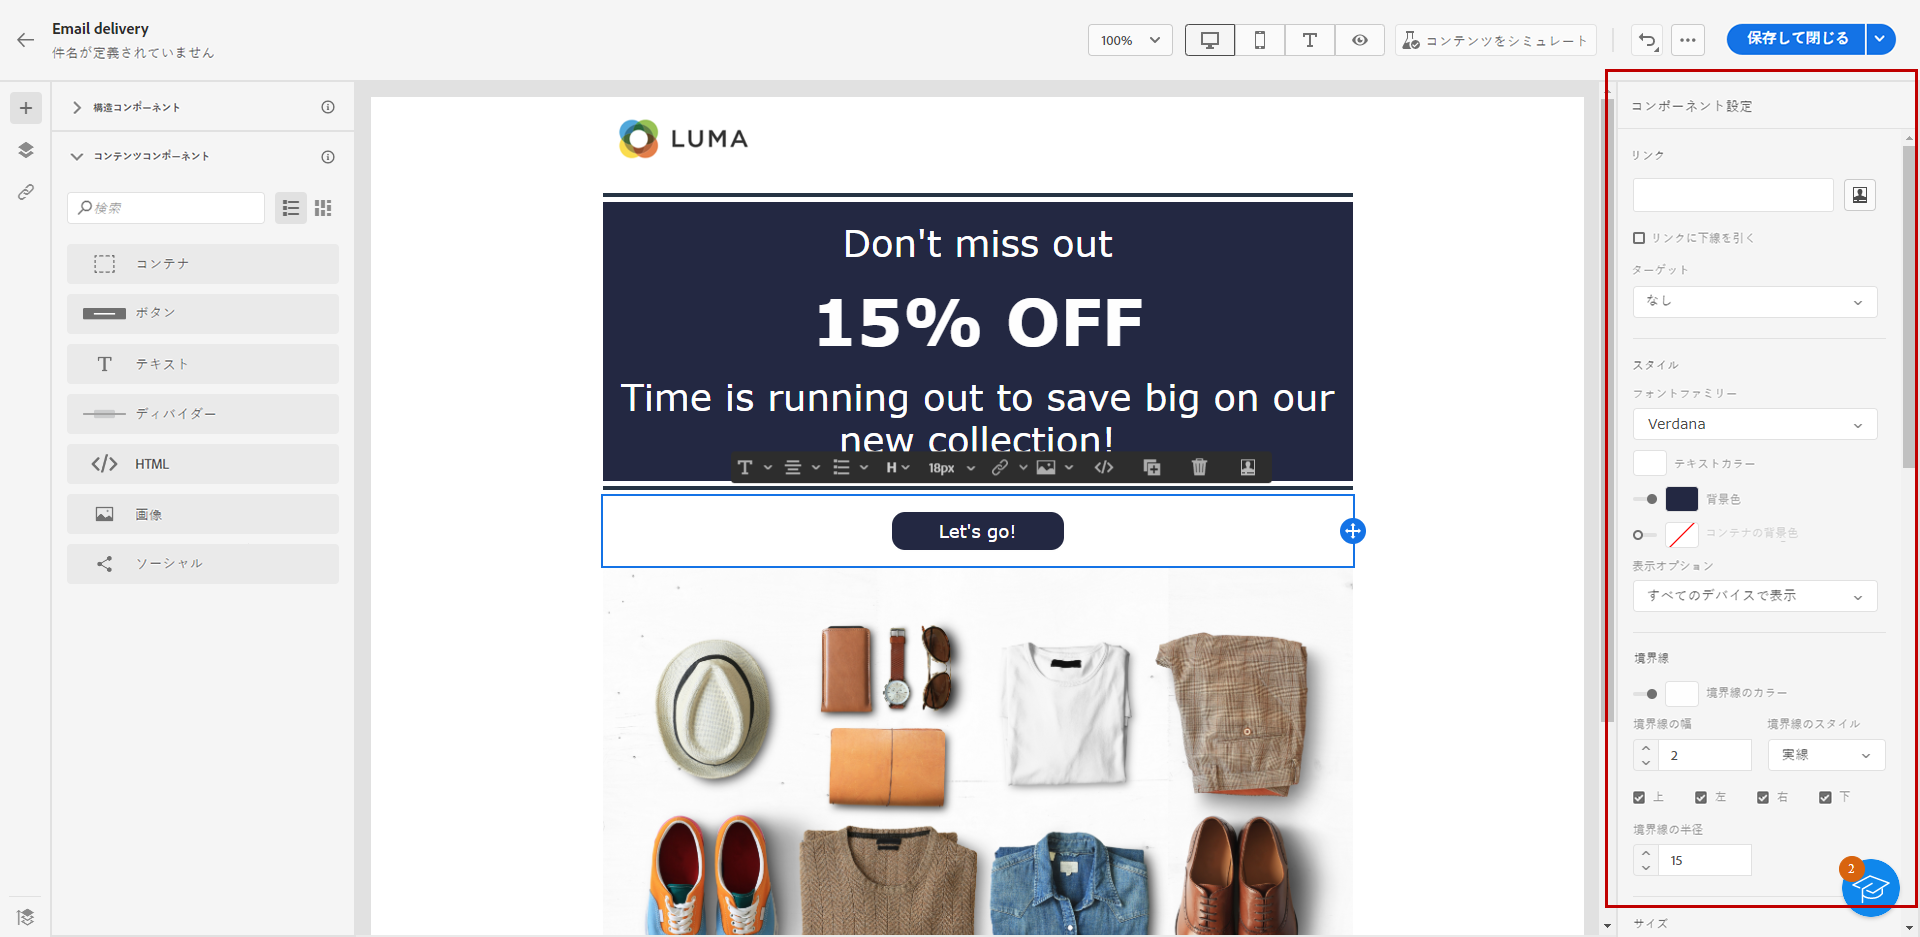 Email delivery
件名が定義されていません
100%
コンテンツをシミュレート
保存して閉じる
構造コンポーネント
コンテンツコンポーネント
検索
コンテナ
ボタン
テキスト
ディバイダー
HTML
画像
ソーシャル
LUMA
Don't miss out
15% OFF
Time is running out to save big on our
new collection!
H
18px
Let's go!
コンポーネント設定
リンク
リンクに下線を引く
ターゲット
なし
スタイル
フォントファミリー
Verdana
テキストカラー
背景色
コンテナの背景色
表示オプション
すべてのデバイスで表示
境界線
境界線のカラー
境界線の幅
境界線のスタイル
2
実線
上
左
右
下
境界線の半径
15
2
サイズ